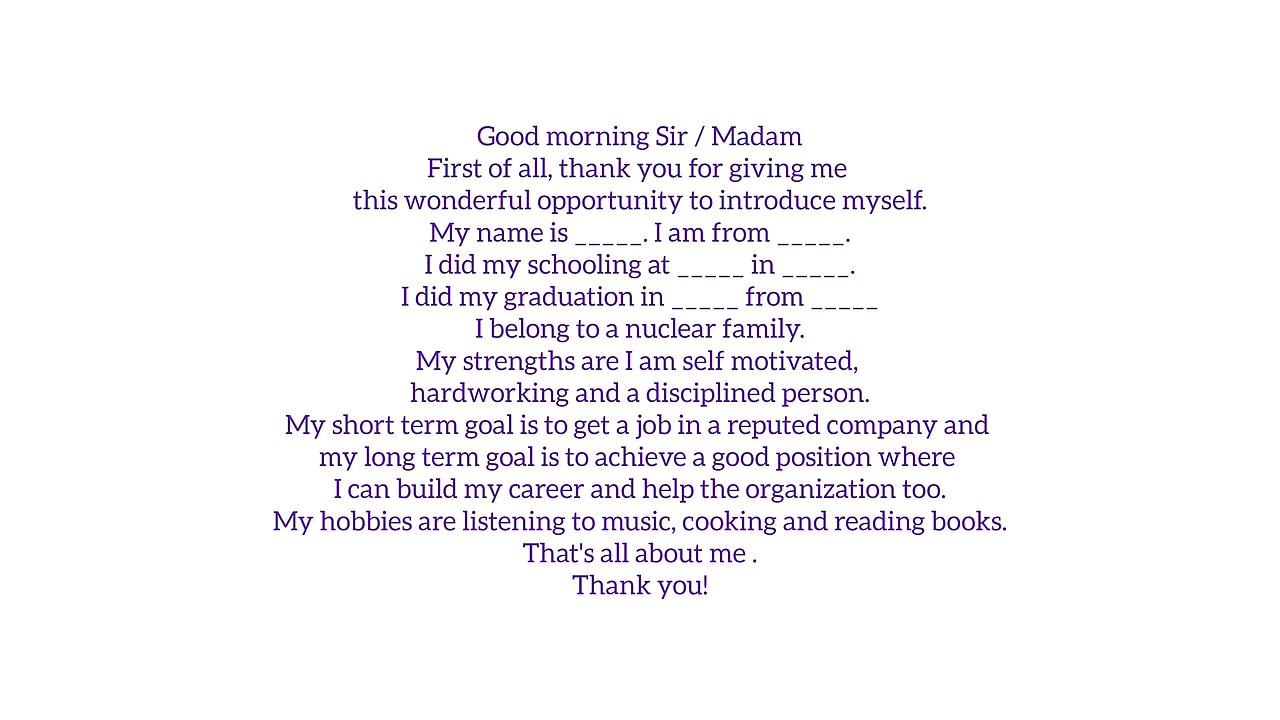 Good morning Sir / Madam
First of all, thank you for giving me
this wonderful opportunity to introduce myself.
My name is _____. I am from _____.
I did my schooling at _____ in _____.
I did my graduation in _____ from _____
I belong to a nuclear family.
My strengths are I am self motivated,
hardworking and a disciplined person.
My short term goal is to get a job in a reputed company and
my long term goal is to achieve a good position where
I can build my career and help the organization too.
My hobbies are listening to music, cooking and reading books.
That's all about me .
Thank you!